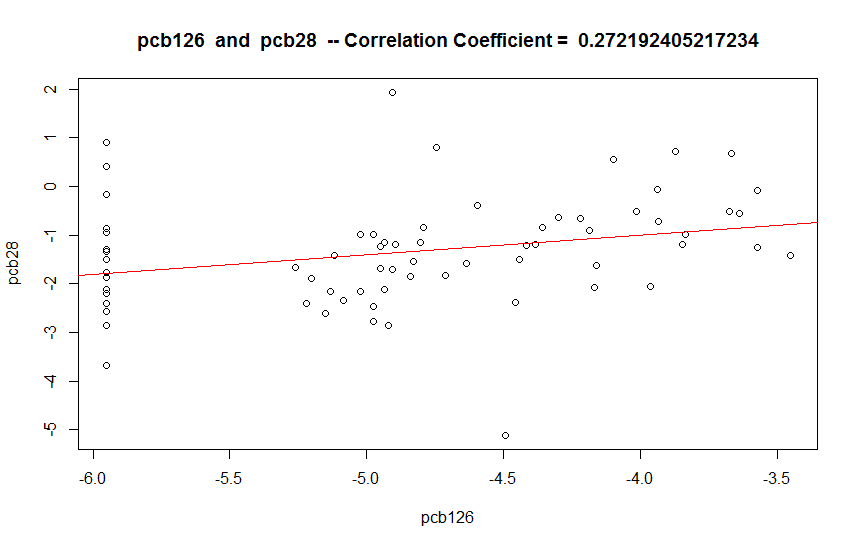 pcb126 and pcb28 -- Correlation Coefficient = 0.272192405217234
2
1
0
-1
-2
-3
-4
-5
pcb28
-6.0 -5.5 -5.0 -4.5 -4.0 -3.5
pcb126